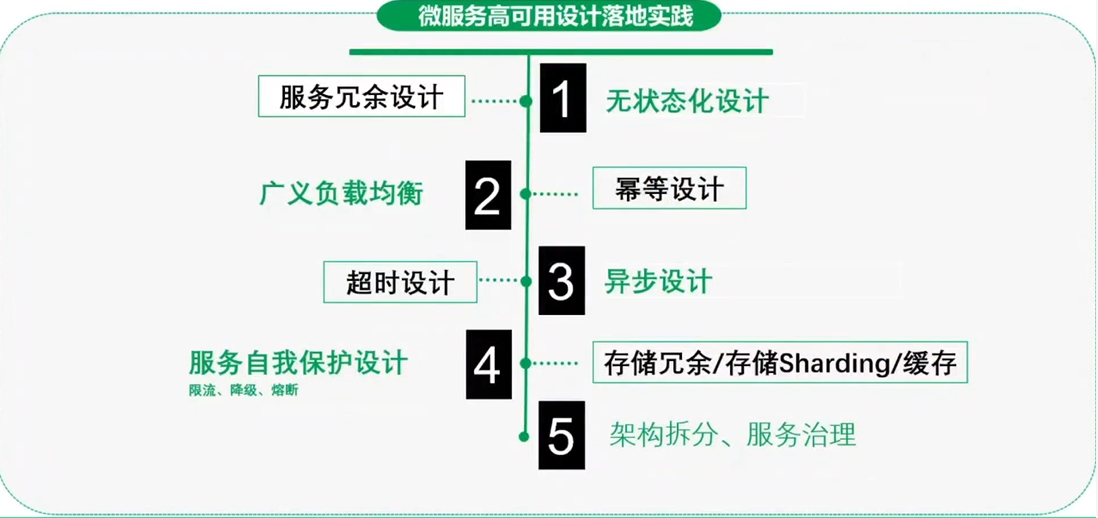 微服务高可用设计落地实践
服务冗余设计
1
无状态化设计
广义负载均衡
2
幂等设计
超时设计
3
异步设计
服务自我保护设计
限流、降级、熔断
4
存储冗余/存储Sharding/缓存
5
架构拆分、服务治理